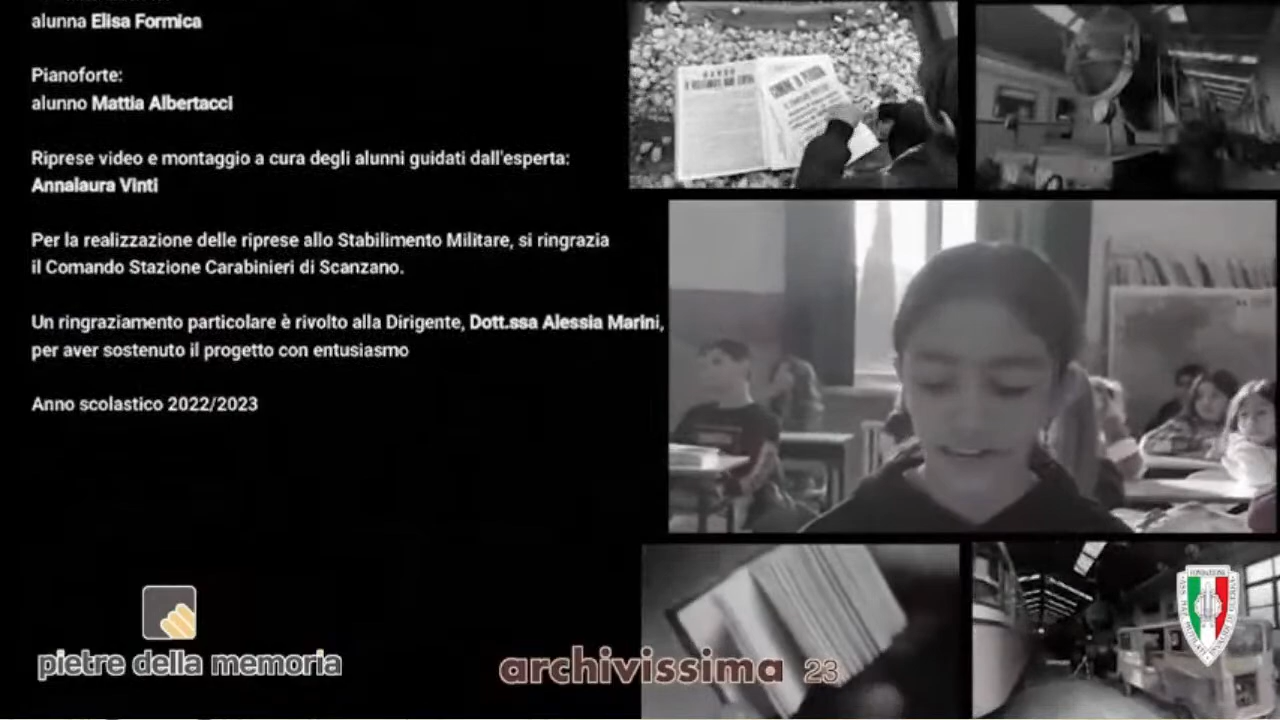 alunna Elisa Formica
Pianoforte:
alunno Mattia Albertacci
Riprese video e montaggio a cura degli alunni guidati dall'esperta:
Annalaura Vinti
Per la realizzazione delle riprese allo Stabilimento Militare, si ringrazia
il Comando Stazione Carabinieri di Scanzano.
Un ringraziamento particolare è rivolto alla Dirigente, Dott.ssa Alessia Marini,
per aver sostenuto il progetto con entusiasmo
Anno scolastico 2022/2023
pietre della memoria
archivissima 23
FONDAZIONE